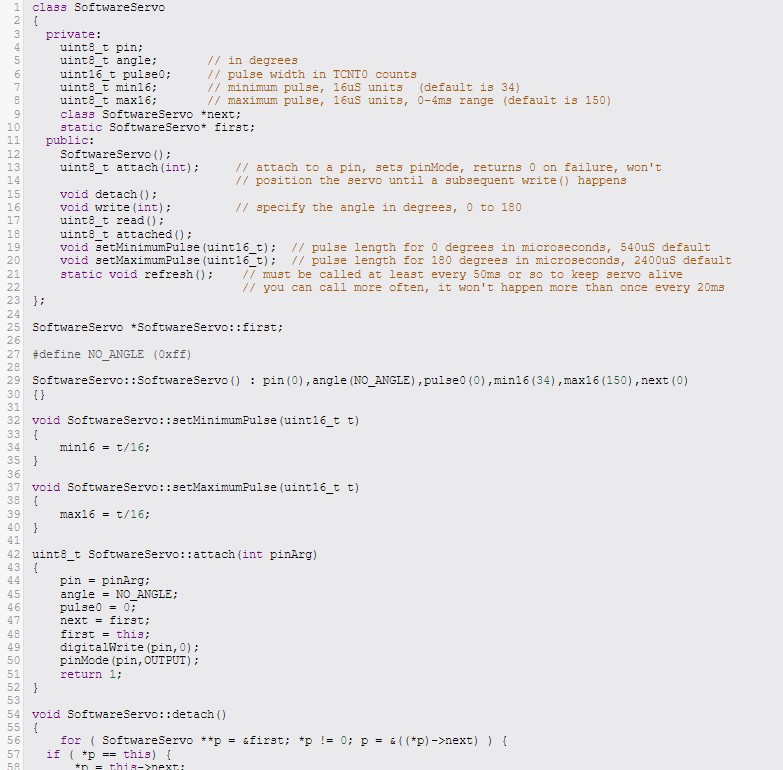 1 class SoftwareServo
2 {
3 private:
4 uint8_t pin;
5 uint8_t angle; // in degrees
6 uint16_t pulse0; // pulse width in TCNT0 counts
7 uint8_t min16; // minimum pulse, 16uS units (default is 34)
8 uint8_t max16; // maximum pulse, 16uS units, 0-4ms range (default is 150)
9 class SoftwareServo *next;
10 static SoftwareServo* first;
11 public:
12 SoftwareServo();
13 uint8_t attach(int); // attach to a pin, sets pinMode, returns 0 on failure, won't
14 // position the servo until a subsequent write() happens
15 void detach();
16 void write(int); // specify the angle in degrees, 0 to 180
17 uint8_t read();
18 uint8_t attached();
19 void setMinimumPulse(uint16_t); // pulse length for 0 degrees in microseconds, 540uS default
20 void setMaximumPulse(uint16_t); // pulse length for 180 degrees in microseconds, 2400uS default
21 static void refresh(); // must be called at least every 50ms or so to keep servo alive
22 // you can call more often, it won't happen more than once every 20ms
23 };
24
25 SoftwareServo *SoftwareServo::first;
26
27 #define NO_ANGLE (0xff)
28
29 SoftwareServo::SoftwareServo() : pin(0),angle(NO_ANGLE),pulse0(0),min16(34),max16(150),next(0)
30 {}
31
32 void SoftwareServo::setMinimumPulse(uint16_t t)
33 {
34 min16 = t/16;
35 }
36
37 void SoftwareServo::setMaximumPulse(uint16_t t)
38 {
39 max16 = t/16;
40 }
41
42 uint8_t SoftwareServo::attach(int pinArg)
43 {
44 pin = pinArg;
45 angle = NO_ANGLE;
46 pulse0 = 0;
47 next = first;
48 first = this;
49 digitalWrite(pin,0);
50 pinMode(pin,OUTPUT);
51 return 1;
52 }
53
54 void SoftwareServo::detach()
55 {
56 for ( SoftwareServo **p = &first; *p != 0; p = &((*p)->next) ) {
57 if ( *p == this) {
58 *p = this->next;